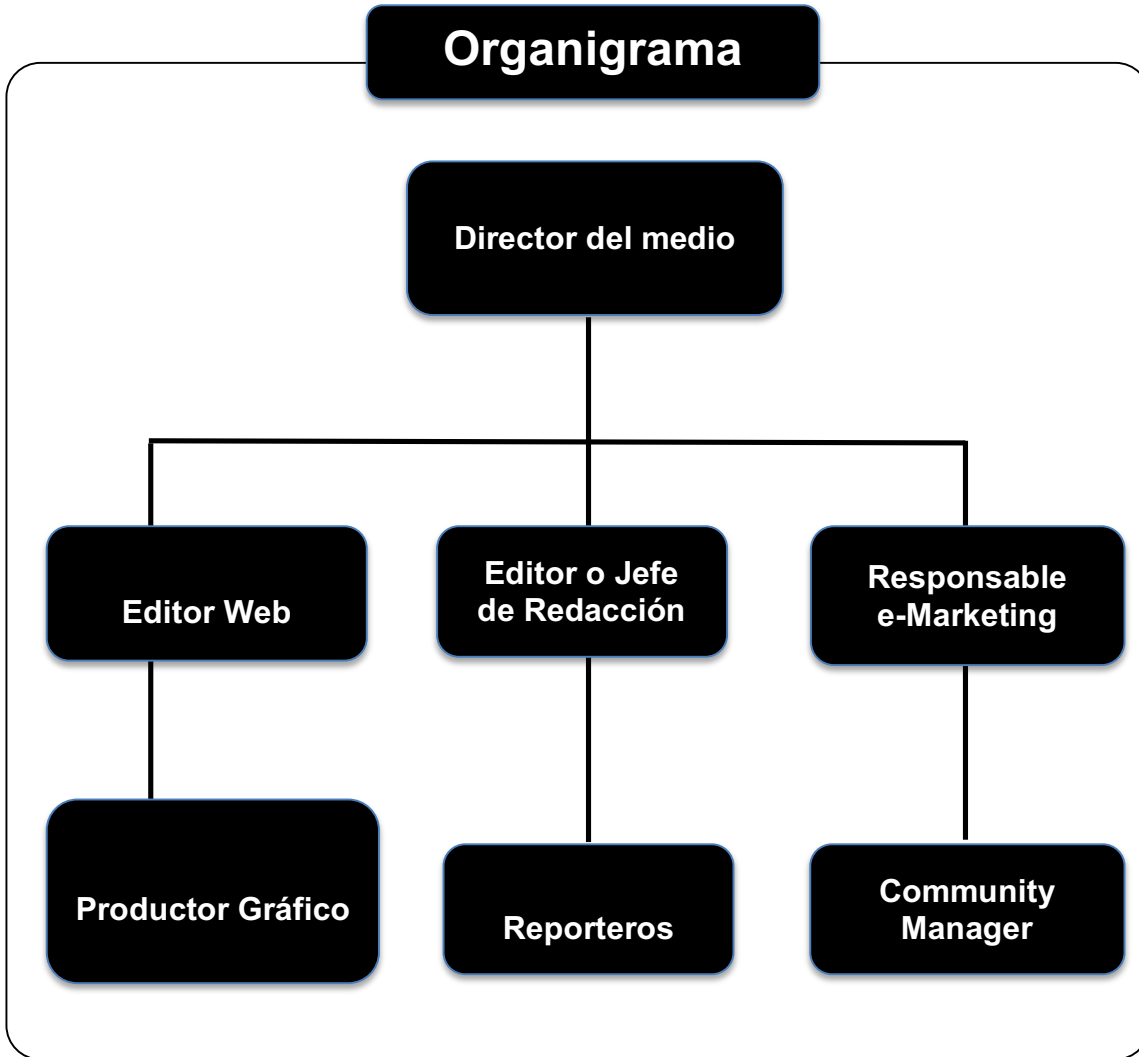 Organigrama
Director del medio
Editor Web
Editor o Jefe
de Redacción
Responsable
e-Marketing
Productor Gráfico
Reporteros
Community
Manager